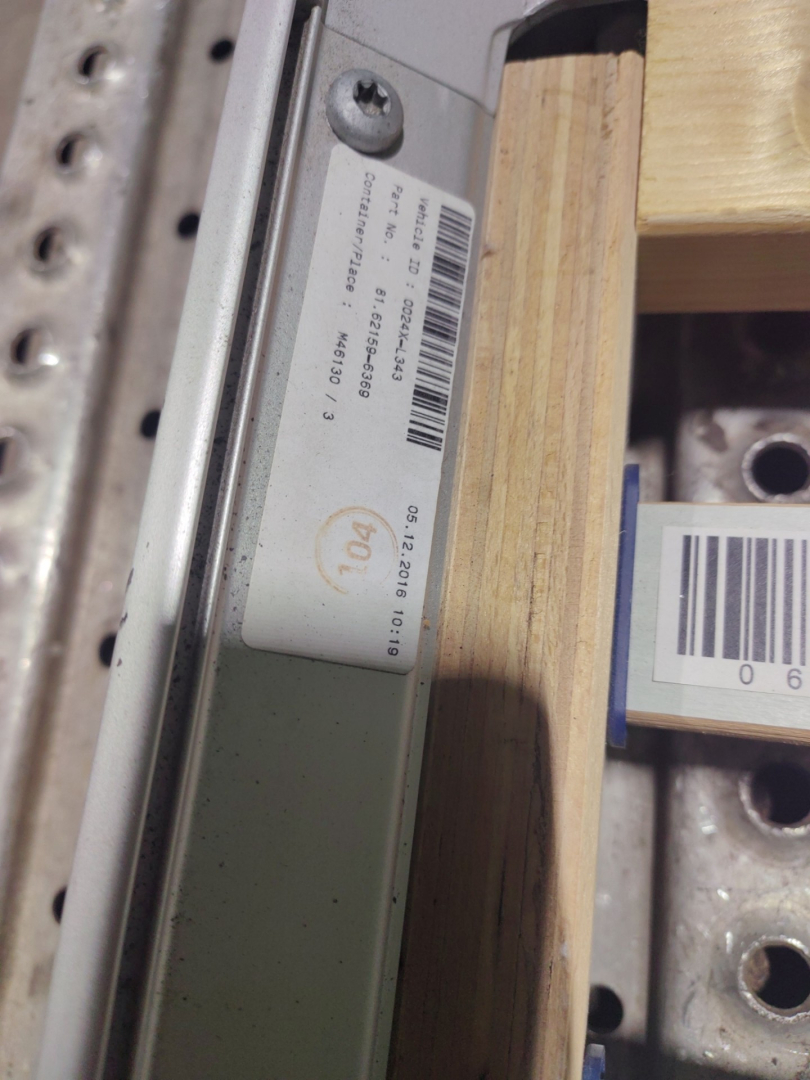 Vehicle ID : 0024X-L343
Part No. : 81.62159-6369
Container/Place : M46130 / 3
05.12.2016 10:19
104
06